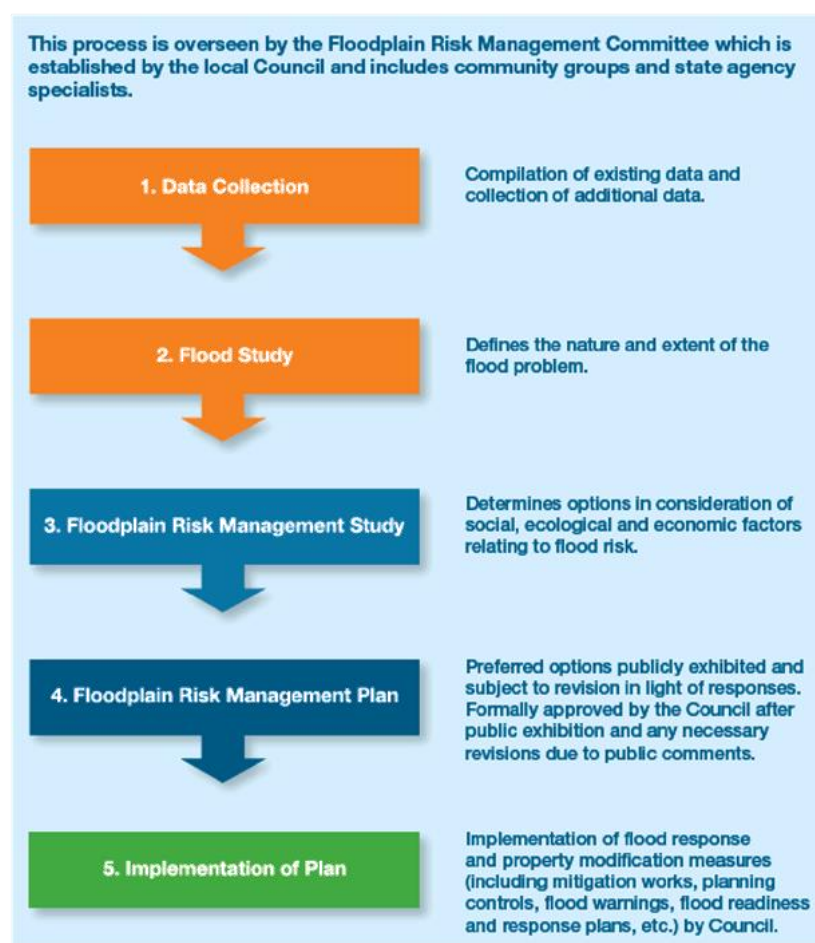 This process is overseen by the Floodplain Risk Management Committee which is
established by the local Council and includes community groups and state agency
specialists.
1. Data Collection
Compilation of existing data and
collection of additional data.
2. Flood Study
Defines the nature and extent of the
flood problem.
3. Floodplain Risk Management Study
Determines options in consideration of
social, ecological and economic factors
relating to flood risk.
4. Floodplain Risk Management Plan
Preferred options publicly exhibited and
subject to revision in light of responses.
Formally approved by the Council after
public exhibition and any necessary
revisions due to public comments.
5. Implementation of Plan
Implementation of flood response
and property modification measures
(including mitigation works, planning
controls, flood warnings, flood readiness
and response plans, etc.) by Council.